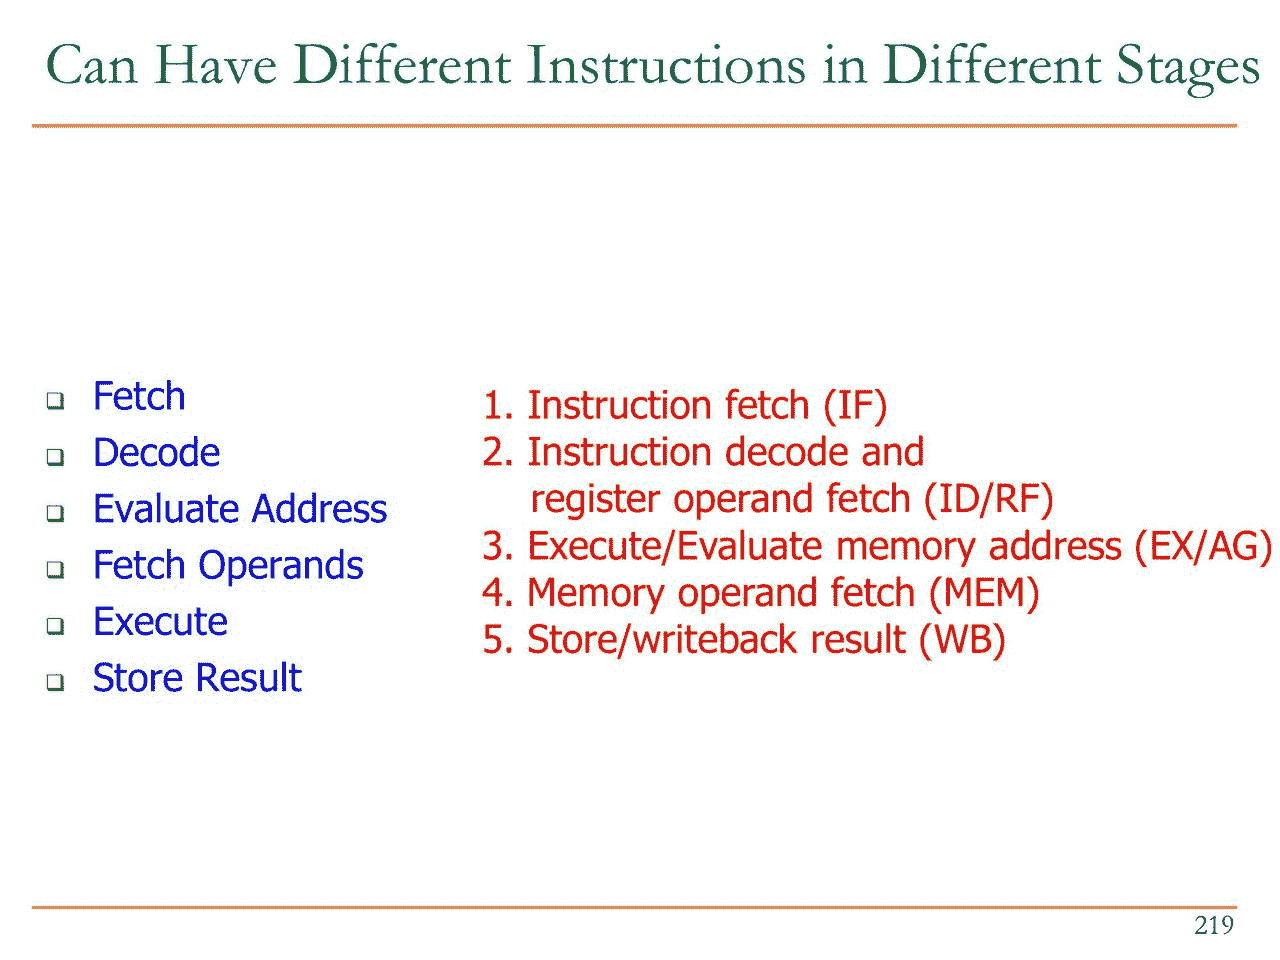 Can Have Different Instructions in Different Stages
Fetch
Decode
Evaluate Address
Fetch Operands
Execute
Store Result
1. Instruction fetch (IF)
2. Instruction decode and
register operand fetch (ID/RF)
3. Execute/Evaluate memory address (EX/AG)
4. Memory operand fetch (MEM)
5. Store/writeback result (WB)
219